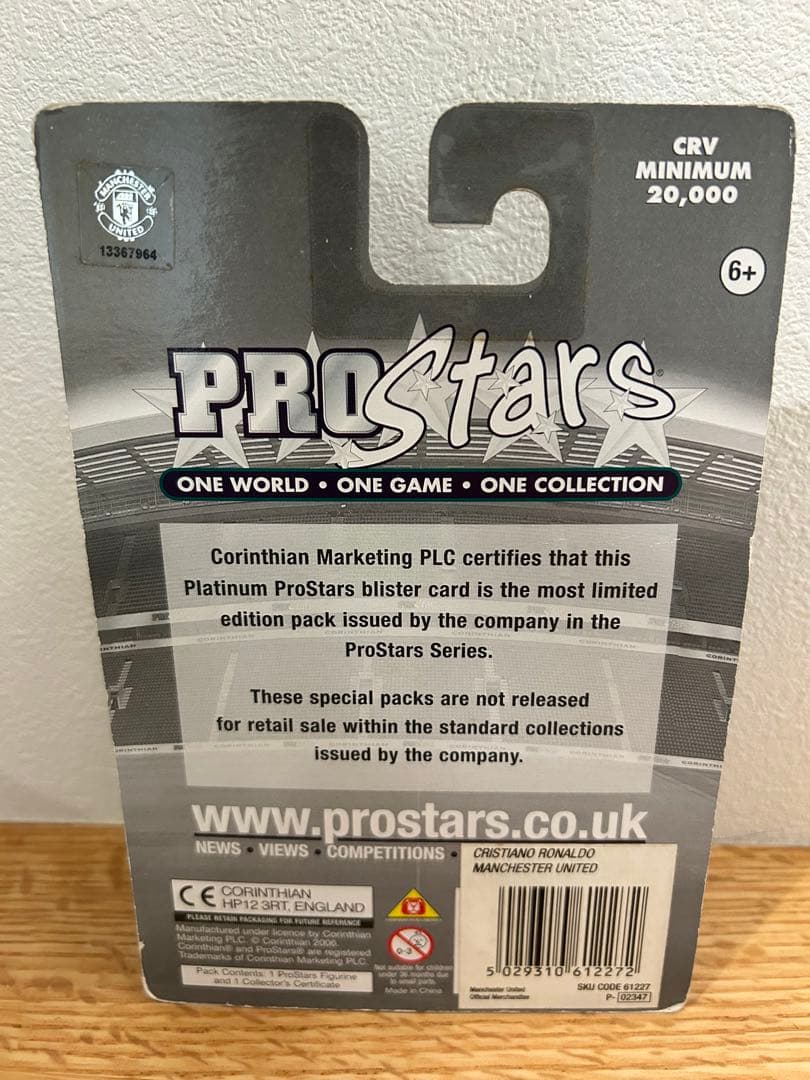 MANCHESTER
UNITED
13367964
CRV
MINIMUM
20,000
6+
PROStars®
ONE WORLD • ONE GAME • ONE COLLECTION
Corinthian Marketing PLC certifies that this
Platinum ProStars blister card is the most limited
edition pack issued by the company in the
ProStars Series.
These special packs are not released
for retail sale within the standard collections
issued by the company.
www.prostars.co.uk
NEWS • VIEWS • COMPETITIONS •
CRISTIANO RONALDO
MANCHESTER UNITED
CE CORINTHIAN
HP12 3RT, ENGLAND
PLEASE RETAIN PACKAGING FOR FUTURE REFERENCE
Manufactured under licence by Corinthian
Marketing PLC. © Corinthian 2006.
Corinthian® and ProStars® are registered
Trademarks of Corinthian Marketing PLC.
Pack Contents: 1 ProStars Figurine
and 1 Collector's Certificate
0-3
Not suitable for children
under 36 months due
to small parts.
Made in China
5 029310 612272
Manchester United
Official Merchandise
SKU CODE 61227
P- 02347